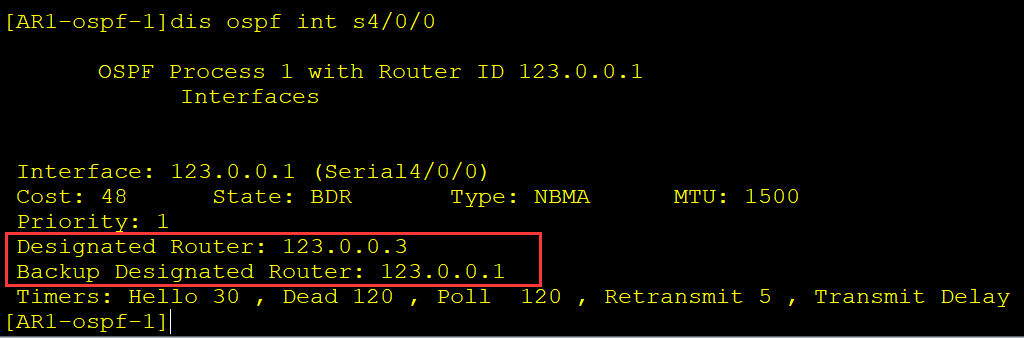 [AR1-ospf-1]dis ospf int s4/0/0
OSPF Process 1 with Router ID 123.0.0.1
Interfaces
Interface: 123.0.0.1 (Serial4/0/0)
Cost: 48 State: BDR Type: NBMA MTU: 1500
Priority: 1
Designated Router: 123.0.0.3
Backup Designated Router: 123.0.0.1
Timers: Hello 30 , Dead 120 , Poll 120 , Retransmit 5 , Transmit Delay
[AR1-ospf-1]